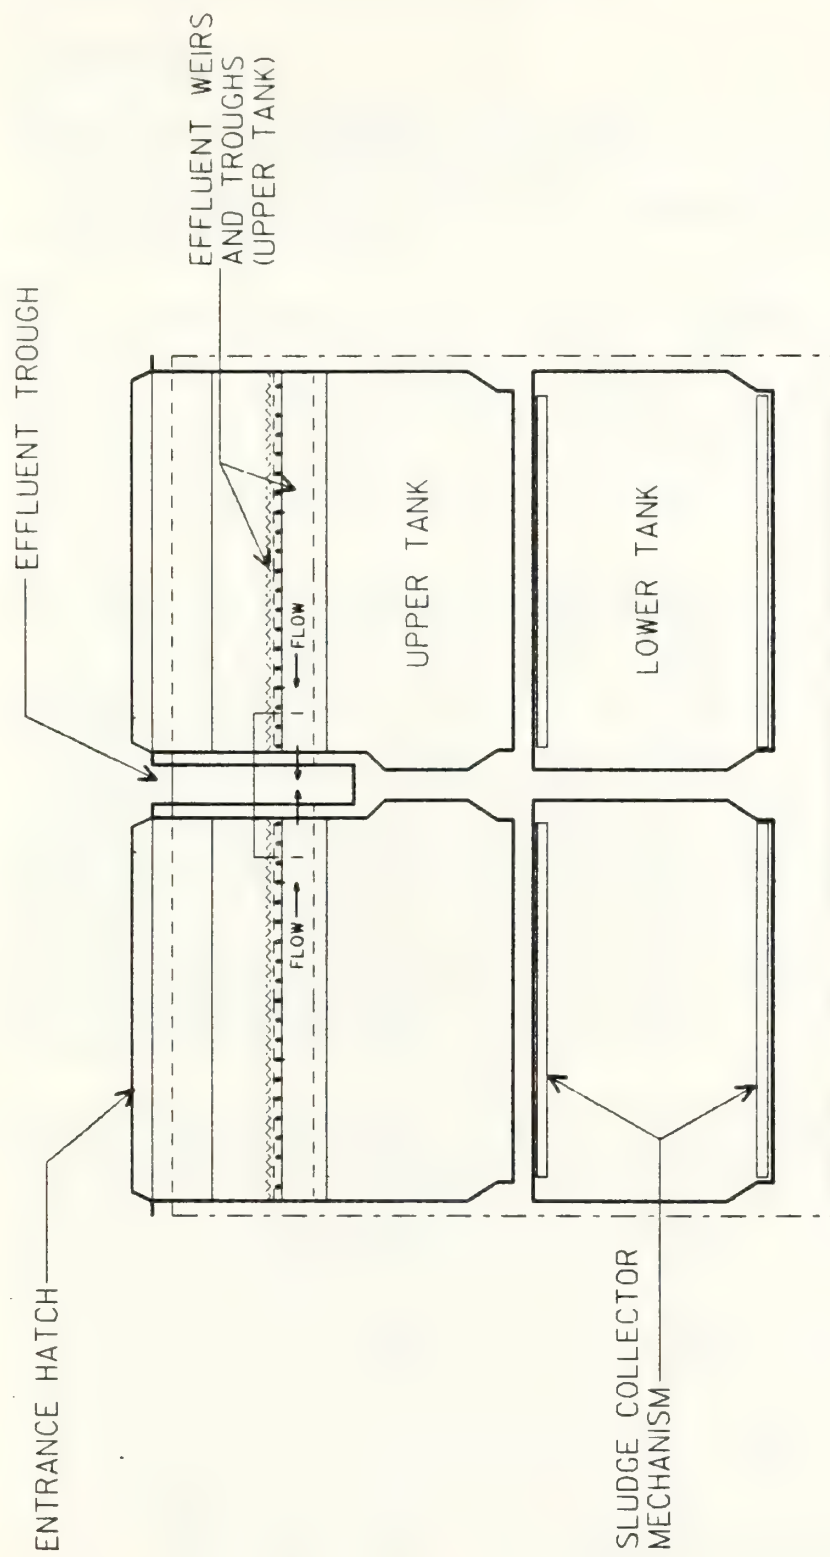 ENTRANCE HATCH
EFFLUENT TROUGH
EFFLUENT WEIRS
AND TROUGHS
(UPPER TANK)
FLOW
FLOW
UPPER TANK
LOWER TANK
SLUDGE COLLECTOR
MECHANISM